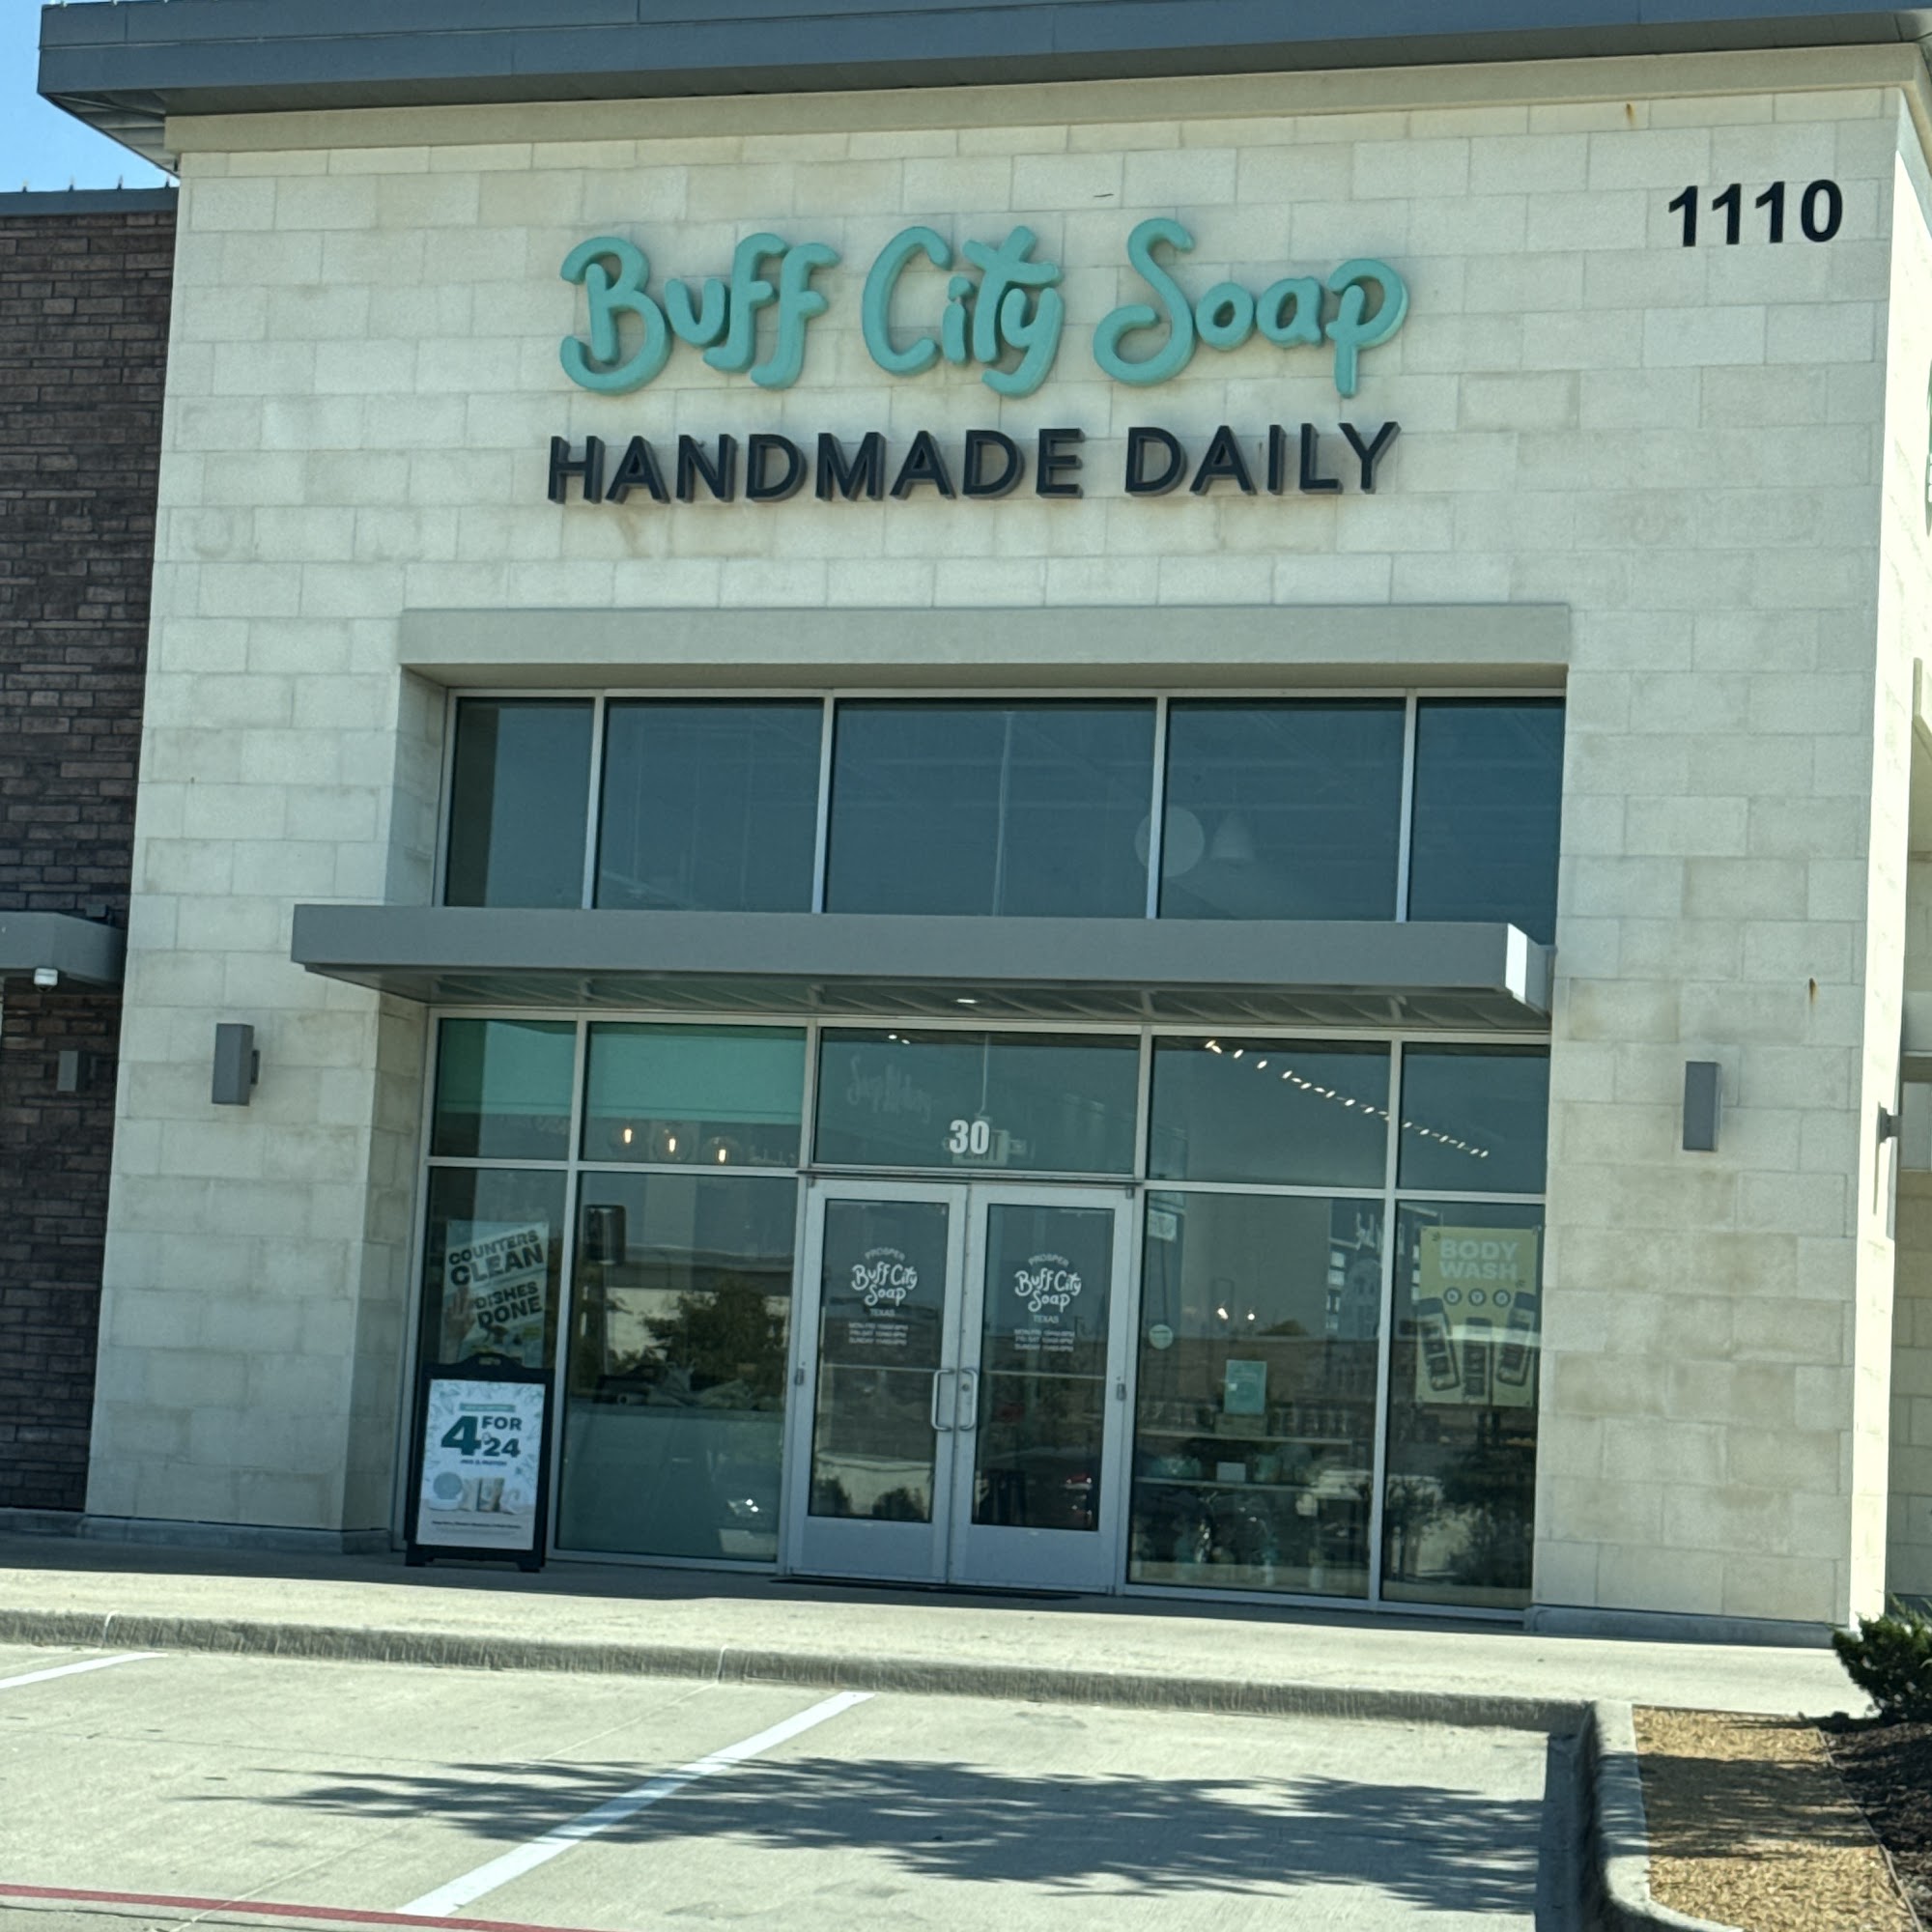 1110
Buff City Soap
HANDMADE DAILY
30
COUNTERS
CLEAN
DISHES
DONE
PROSPER
Buff City
Soap
TEXAS
PROSPER
Buff City
Soap
TEXAS
BODY
WASH
4 FOR
24